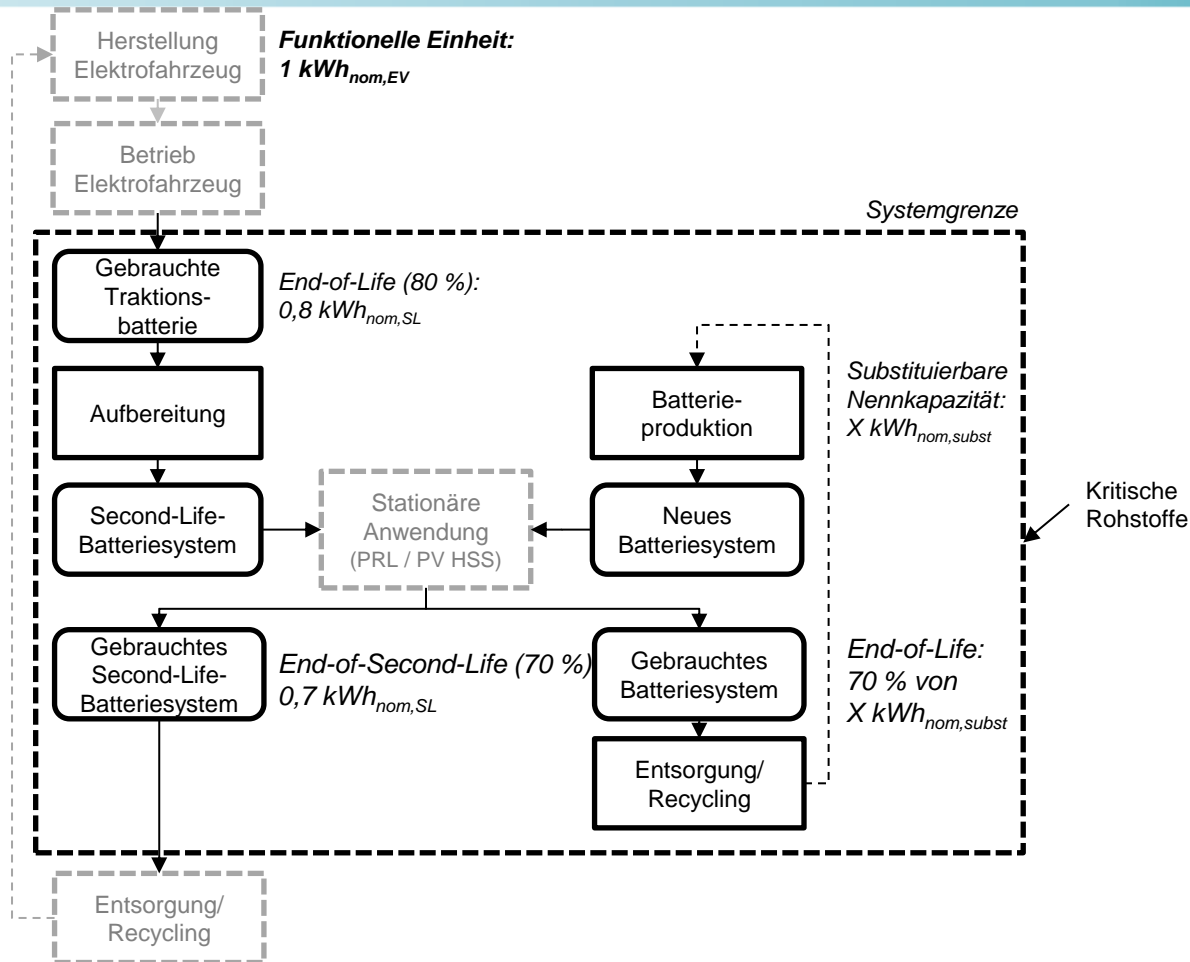 Herstellung
Elektrofahrzeug
Funktionelle Einheit:
1 kWhnom,EV
Betrieb
Elektrofahrzeug
Systemgrenze
Gebrauchte
Traktions-
batterie
End-of-Life (80 %):
0,8 kWhnom,SL
Aufbereitung
Batterie-
produktion
Substituierbare
Nennkapazität:
X kWhnom,subst
Second-Life-
Batteriesystem
Stationäre
Anwendung
(PRL / PV HSS)
Neues
Batteriesystem
Kritische
Rohstoffe
Gebrauchtes
Second-Life-
Batteriesystem
End-of-Second-Life (70 %)
0,7 kWhnom,SL
Gebrauchtes
Batteriesystem
End-of-Life:
70 % von
X kWhnom,subst
Entsorgung/
Recycling
Entsorgung/
Recycling